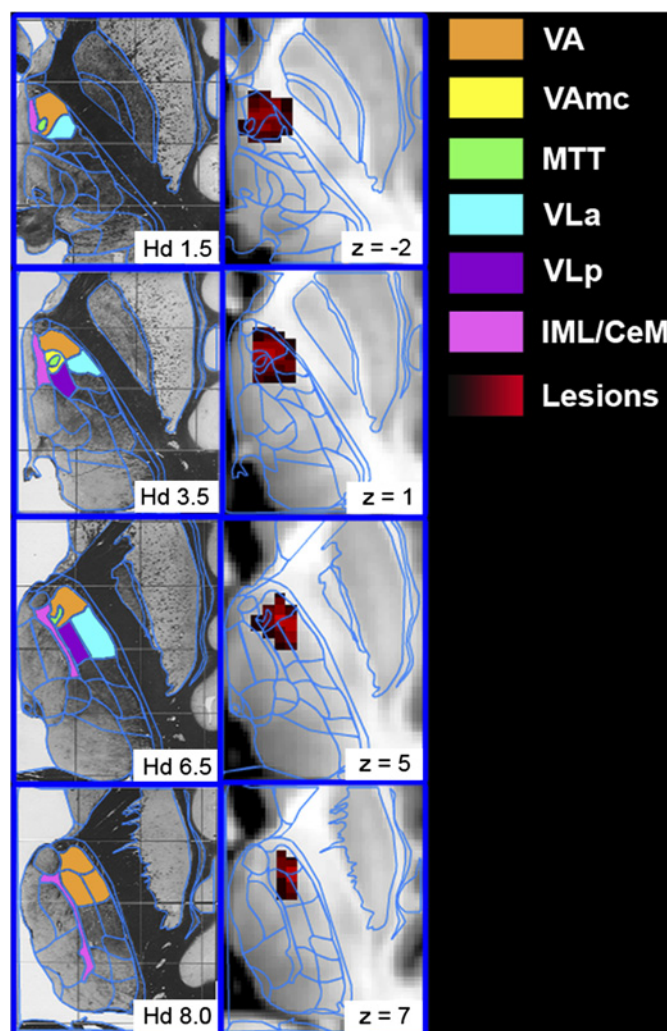 VA
VAmc
MTT
VLa
VLp
IML/CeM
Lesions
Hd 1.5
z = -2
Hd 3.5
z = 1
Hd 6.5
z = 5
Hd 8.0
z = 7